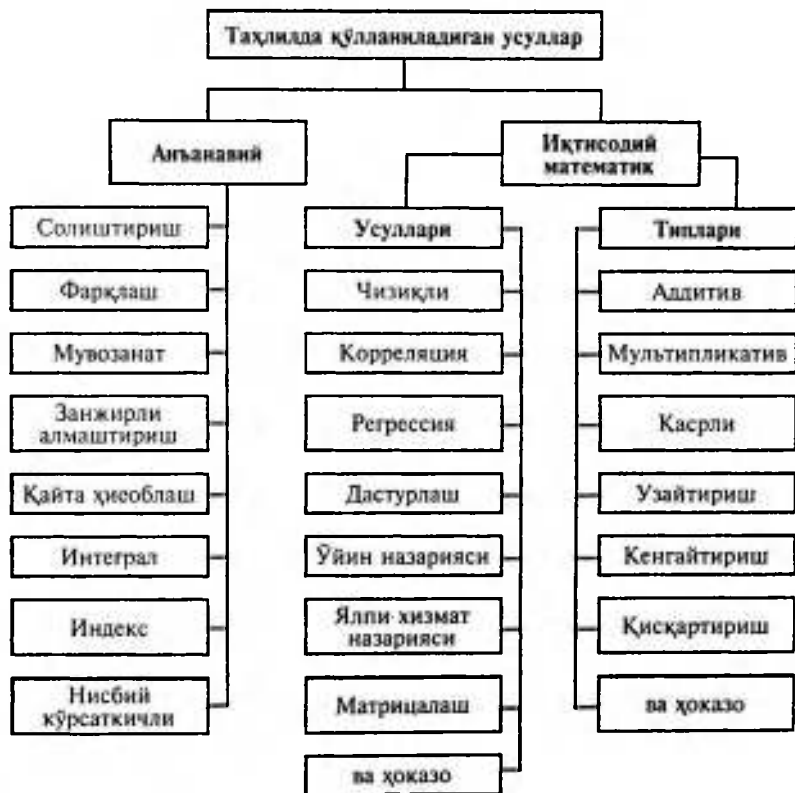 Таҳлилда қўлланиладиган усуллар
Анъанавий
Иқтисодий
математик
Солиштириш
Фарқлаш
Мувозанат
Занжирли
алмаштириш
Қайта ҳисоблаш
Интеграл
Индекс
Нисбий
кўрсаткичли
Усуллари
Чизиқли
Корреляция
Регрессия
Дастурлаш
Ўйин назарияси
Ялпи хизмат
назарияси
Матрицалаш
ва ҳоказо
Типлари
Аддитив
Мультипликатив
Касрли
Узайтириш
Кенгайтириш
Қисқартириш
ва ҳоказо